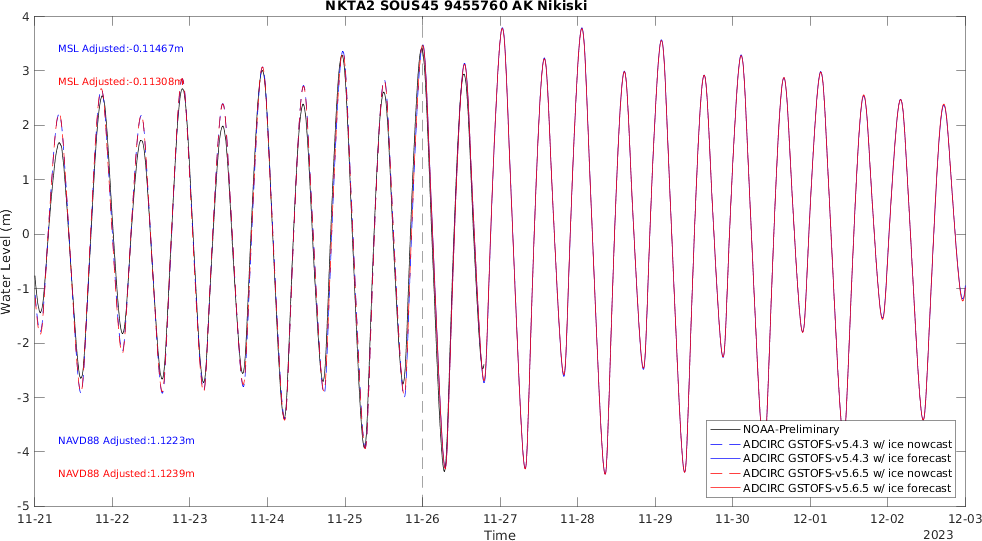 NKTA2 SOUS45 9455760 AK Nikiski
4
3
2
1
0
-1
-2
-3
-4
-5
Water Level (m)
MSL Adjusted:-0.11467m
MSL Adjusted:-0.11308m
NAVD88 Adjusted:1.1223m
NAVD88 Adjusted:1.1239m
NOAA-Preliminary
ADCIRC GSTOFS-v5.4.3 w/ ice nowcast
ADCIRC GSTOFS-v5.4.3 w/ ice forecast
ADCIRC GSTOFS-v5.6.5 w/ ice nowcast
ADCIRC GSTOFS-v5.6.5 w/ ice forecast
11-21 11-22 11-23 11-24 11-25 11-26 11-27 11-28 11-29 11-30 12-01 12-02 12-03
Time
2023